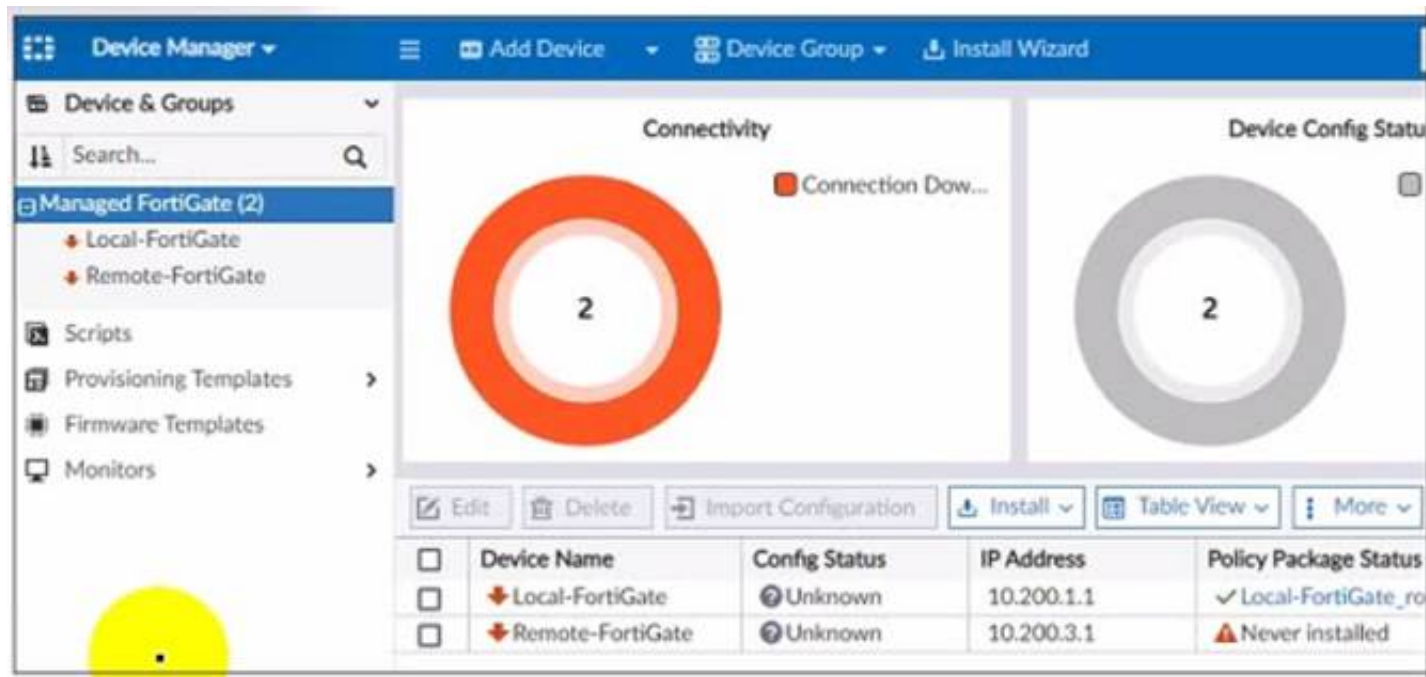 Device Manager
Add Device
Device Group
Install Wizard
Device & Groups
Search...
Managed FortiGate (2)
Local-FortiGate
Remote-FortiGate
Scripts
Provisioning Templates
Firmware Templates
Monitors
Connectivity
Connection Dow...
2
Device Config Statu
2
Edit Delete Import Configuration Install Table View More
Device Name Config Status IP Address Policy Package Status
Local-FortiGate Unknown 10.200.1.1 Local-FortiGate_ro
Remote-FortiGate Unknown 10.200.3.1 Never installed